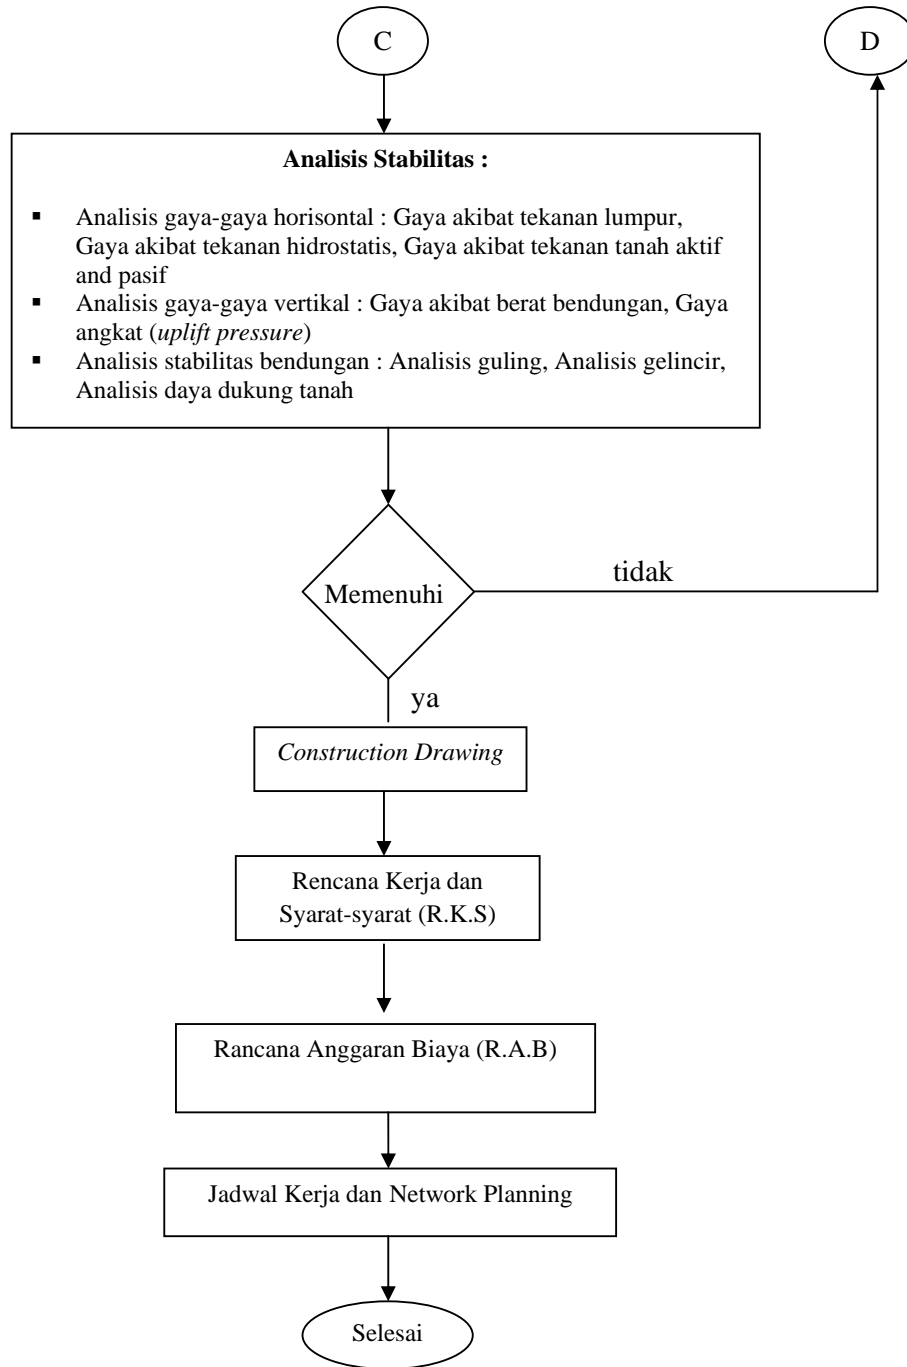 C
D
Analisis Stabilitas :
▪ Analisis gaya-gaya horisontal : Gaya akibat tekanan lumpur,
Gaya akibat tekanan hidrostatis, Gaya akibat tekanan tanah aktif
and pasif
▪ Analisis gaya-gaya vertikal : Gaya akibat berat bendungan, Gaya
angkat (uplift pressure)
▪ Analisis stabilitas bendungan : Analisis guling, Analisis gelincir,
Analisis daya dukung tanah
tidak
Memenuhi
ya
Construction Drawing
Rencana Kerja dan
Syarat-syarat (R.K.S)
Rancana Anggaran Biaya (R.A.B)
Jadwal Kerja dan Network Planning
Selesai